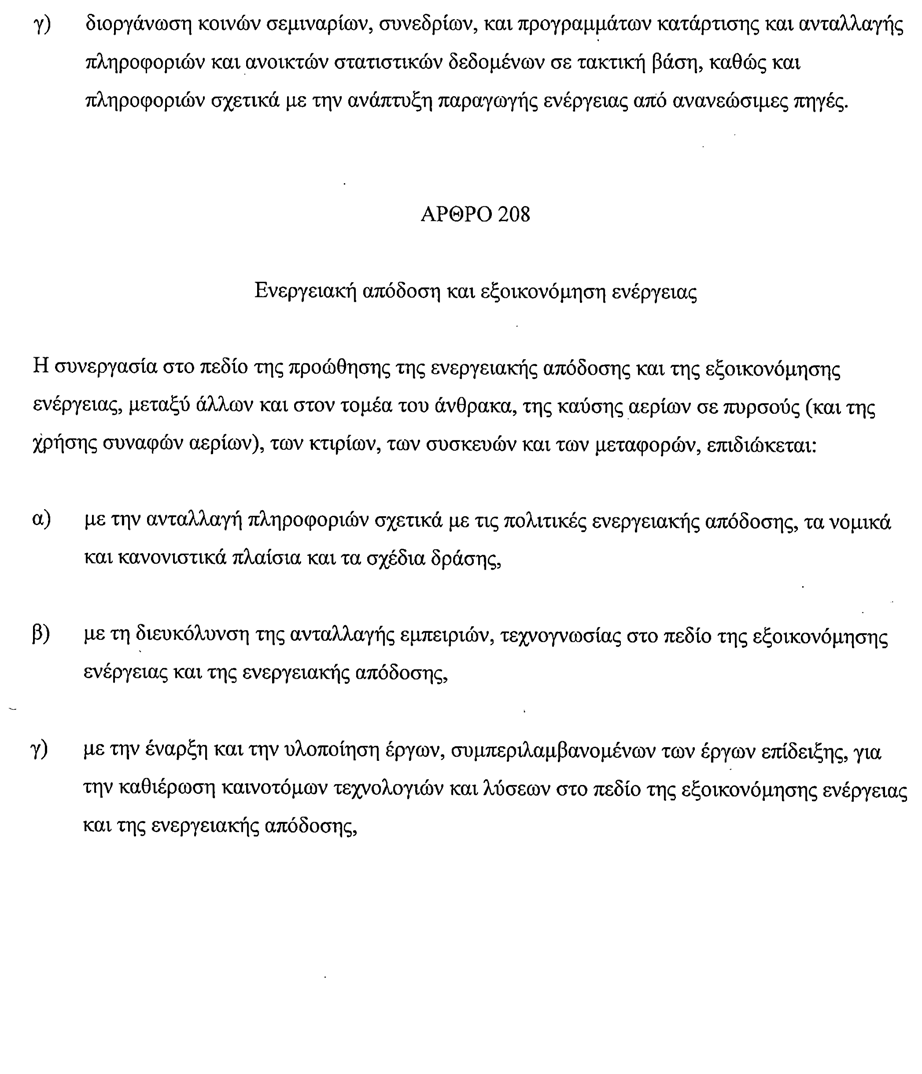 γ) διοργάνωση κοινών σεμιναρίων, συνεδρίων, και προγραμμάτων κατάρτισης και ανταλλαγής
πληροφοριών και ανοικτών στατιστικών δεδομένων σε τακτική βάση, καθώς και
πληροφοριών σχετικά με την ανάπτυξη παραγωγής ενέργειας από ανανεώσιμες πηγές.
ΑΡΘΡΟ 208
Ενεργειακή απόδοση και εξοικονόμηση ενέργειας
Η συνεργασία στο πεδίο της προώθησης της ενεργειακής απόδοσης και της εξοικονόμησης
ενέργειας, μεταξύ άλλων και στον τομέα του άνθρακα, της καύσης αερίων σε πυρσούς (και της
χρήσης συναφών αερίων), των κτιρίων, των συσκευών και των μεταφορών, επιδιώκεται:
α) με την ανταλλαγή πληροφοριών σχετικά με τις πολιτικές ενεργειακής απόδοσης, τα νομικά
και κανονιστικά πλαίσια και τα σχέδια δράσης,
β) με τη διευκόλυνση της ανταλλαγής εμπειριών, τεχνογνωσίας στο πεδίο της εξοικονόμησης
ενέργειας και της ενεργειακής απόδοσης,
γ) με την έναρξη και την υλοποίηση έργων, συμπεριλαμβανομένων των έργων επίδειξης, για
την καθιέρωση καινοτόμων τεχνολογιών και λύσεων στο πεδίο της εξοικονόμησης ενέργειας
και της ενεργειακής απόδοσης,